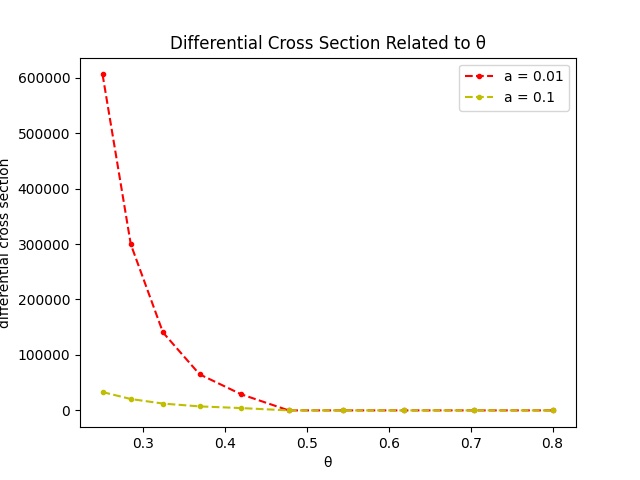 Differential Cross Section Related to θ
a = 0.01
a = 0.1
differential cross section
600000
500000
400000
300000
200000
100000
0
0.3 0.4 0.5 0.6 0.7 0.8
θ